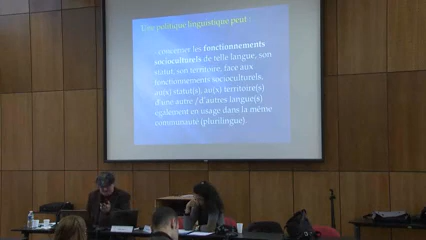 Une politique linguistique peut :
. concerner les fonctionnements
socioculturels de telle langue, son
statut, son territoire, face aux
fonctionnements socioculturels,
au(x) statut(s), au(x) territoire(s)
d'une autre /d'autres langue(s)
également en usage dans la même
communauté (plurilingue).